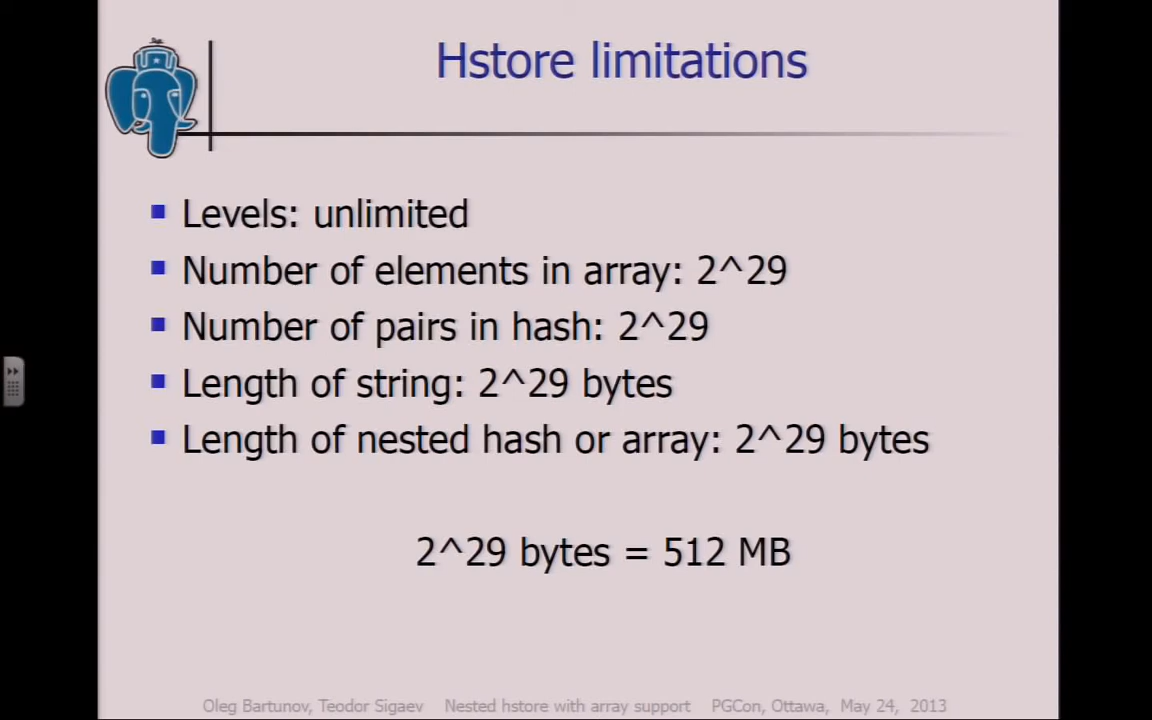 Hstore limitations
Levels: unlimited
Number of elements in array: 2^29
Number of pairs in hash: 2^29
Length of string: 2^29 bytes
Length of nested hash or array: 2^29 bytes
2^29 bytes = 512 MB
Oleg Bartunov, Teodor Sigaev Nested hstore with array support PGCon, Ottawa, May 24, 2013